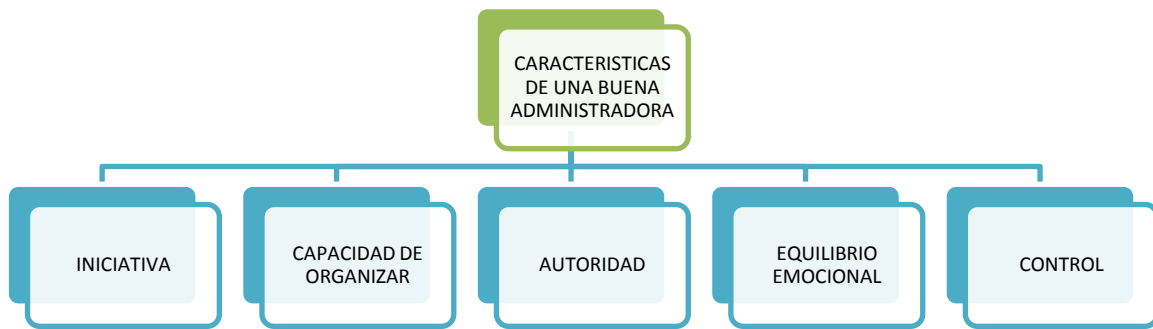 CARACTERISTICAS
DE UNA BUENA
ADMINISTRADORA
INICIATIVA
CAPACIDAD DE
ORGANIZAR
AUTORIDAD
EQUILIBRIO
EMOCIONAL
CONTROL